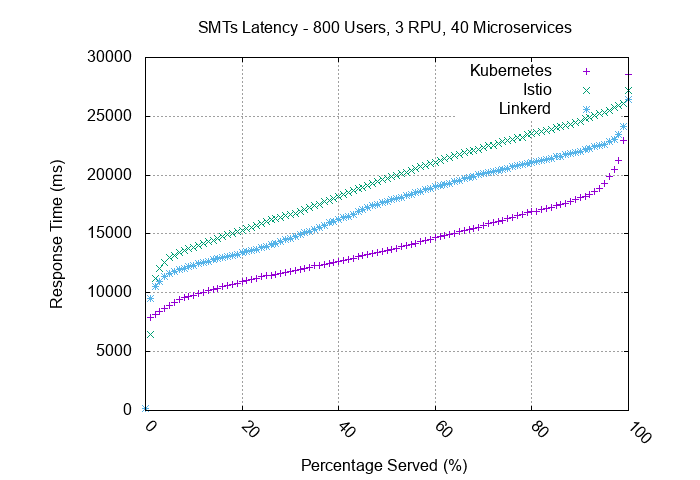 SMTs Latency - 800 Users, 3 RPU, 40 Microservices
30000
25000
20000
15000
10000
5000
0
Response Time (ms)
Kubernetes
Istio
Linkerd
0
20
40
60
80
100
Percentage Served (%)